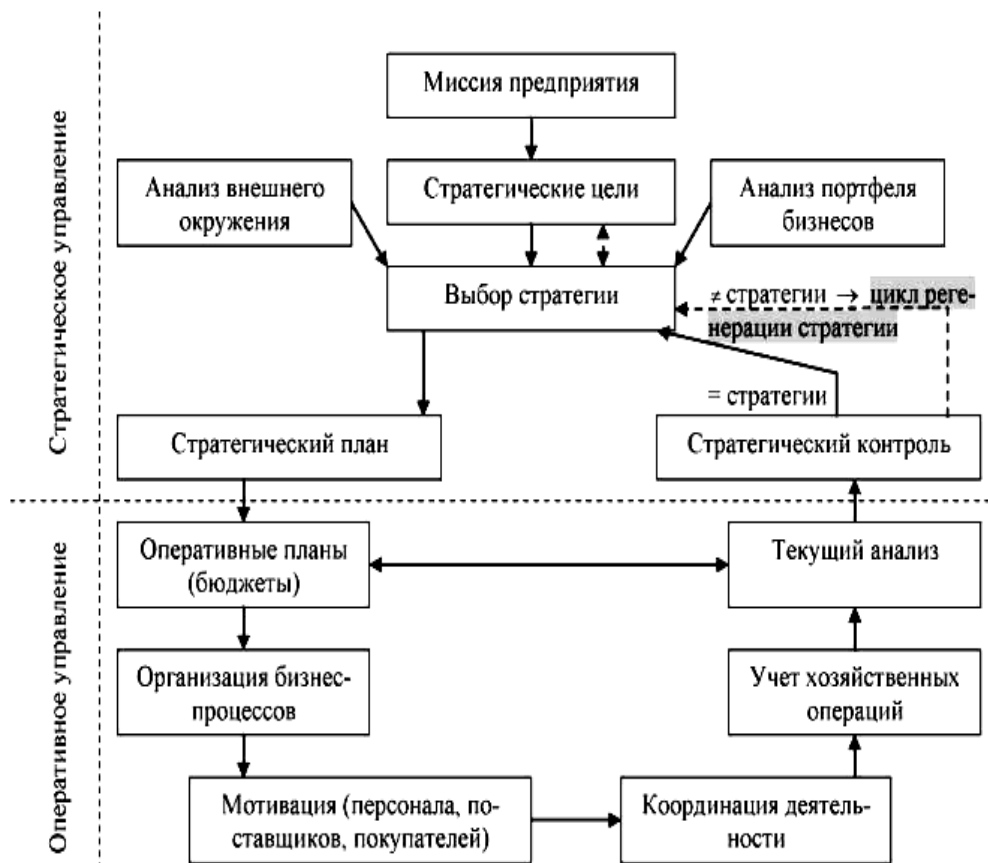 Стратегическое управление
Миссия предприятия
Анализ внешнего
окружения
Стратегические цели
Анализ портфеля
бизнесов
Выбор стратегии
≠ стратегии → цикл реге-
нерации стратегии
= стратегии
Стратегический план
Стратегический контроль
Оперативное управление
Оперативные планы
(бюджеты)
Текущий анализ
Организация бизнес-
процессов
Учет хозяйственных
операций
Мотивация (персонала, по-
ставщиков, покупателей)
Координация деятель-
ности